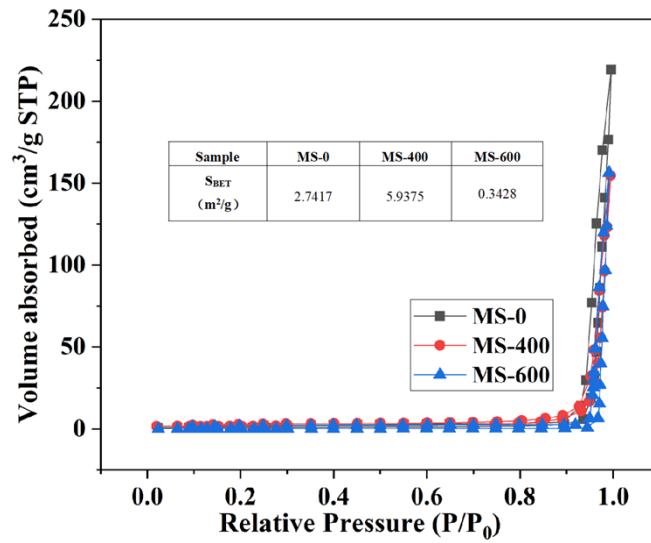 250
200
150
100
50
0
Volume absorbed (cm³/g STP)
Sample MS-0 MS-400 MS-600
S_BET (m²/g) 2.7417 5.9375 0.3428
MS-0
MS-400
MS-600
0.0 0.2 0.4 0.6 0.8 1.0
Relative Pressure (P/P₀)